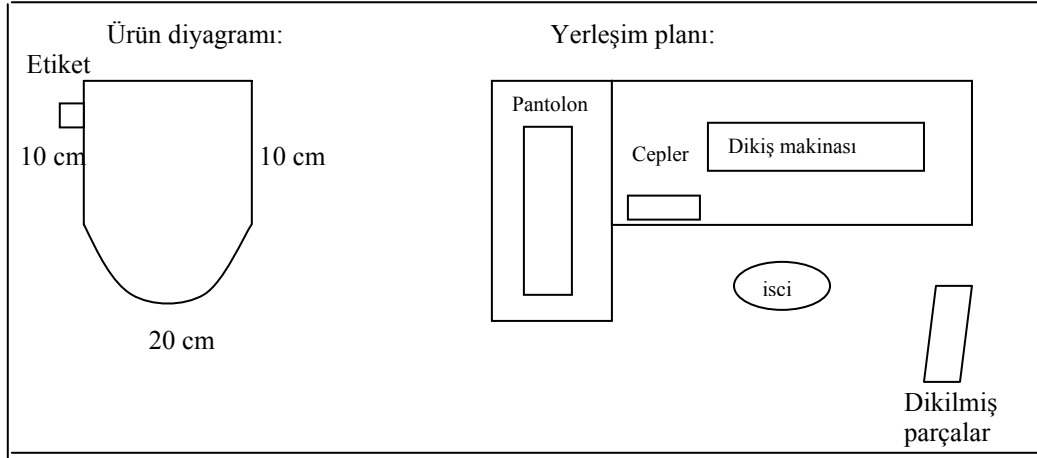 Ürün diyagramı:
Yerleşim planı:
Etiket
10 cm
10 cm
20 cm
Pantolon
Cepler
Dikiş makinası
isci
Dikilmiş
parçalar